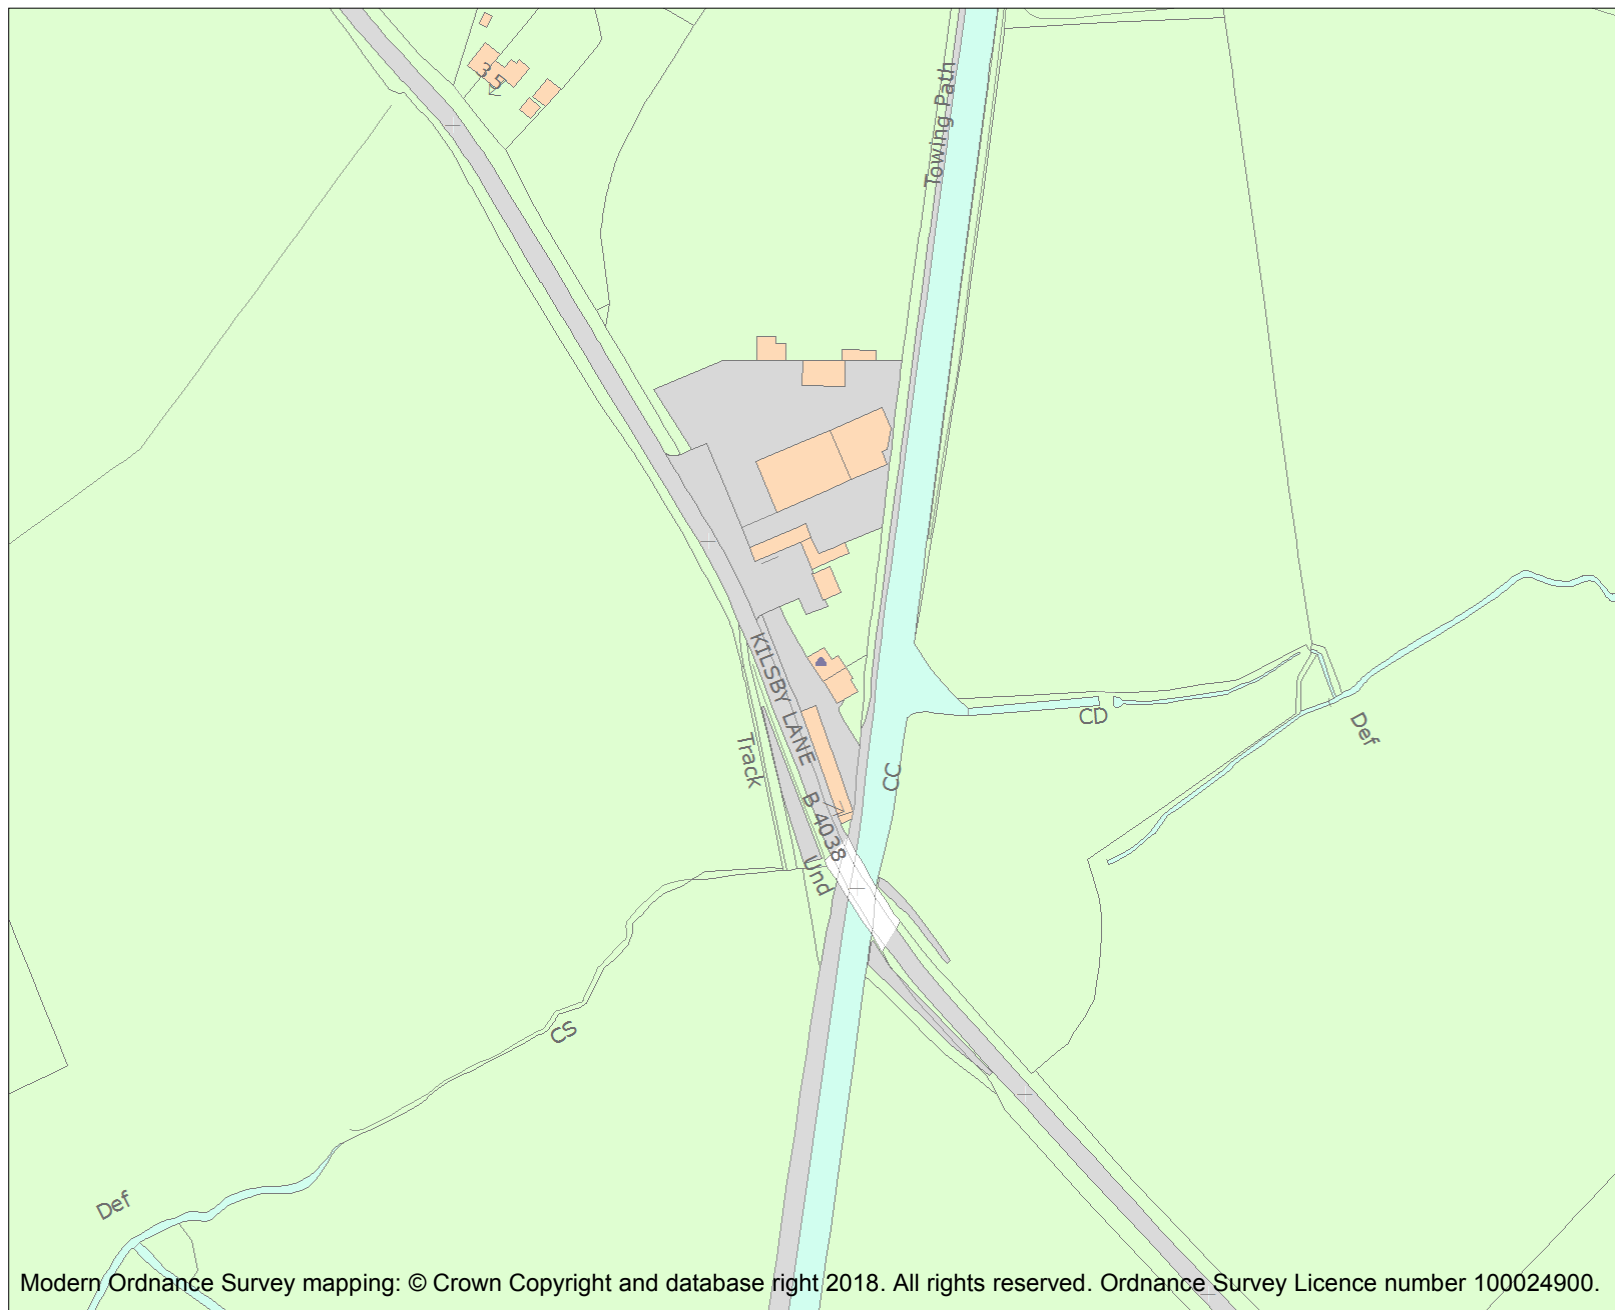 35
Towing Path
KILSBY LANE
Track
CD
Def
CC
B 4038
Und
CS
Def
Modern Ordnance Survey mapping: © Crown Copyright and database right 2018. All rights reserved. Ordnance Survey Licence number 100024900.